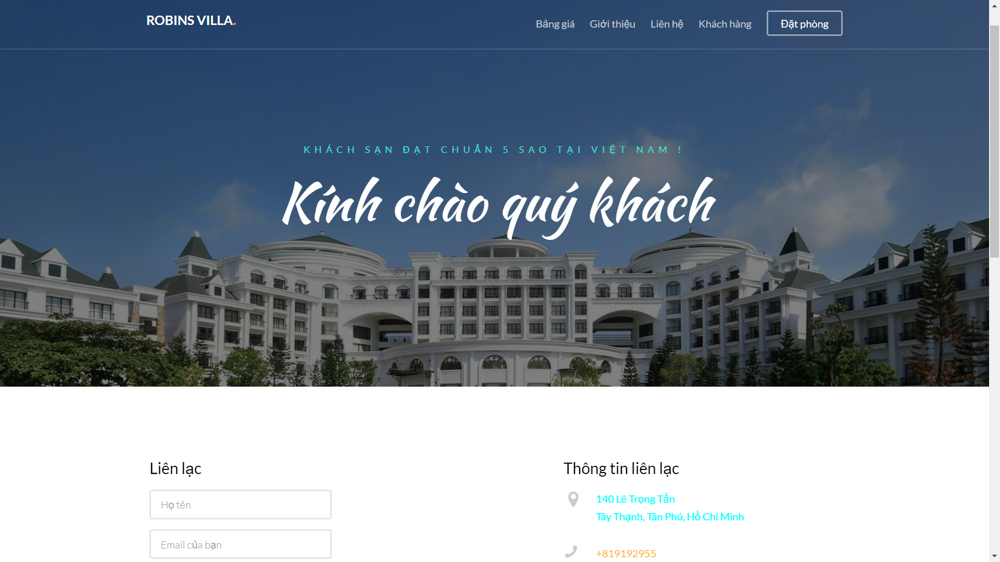 ROBINS VILLA.
Bảng giá
Giới thiệu
Liên hệ
Khách hàng
Đặt phòng
KHÁCH SẠN ĐẠT CHUẨN 5 SAO TẠI VIỆT NAM !
Kính chào quý khách
Liên lạc
Họ tên
Email của bạn
Thông tin liên lạc
140 Lê Trọng Tấn
Tây Thạnh, Tân Phú, Hồ Chí Minh
+819192955